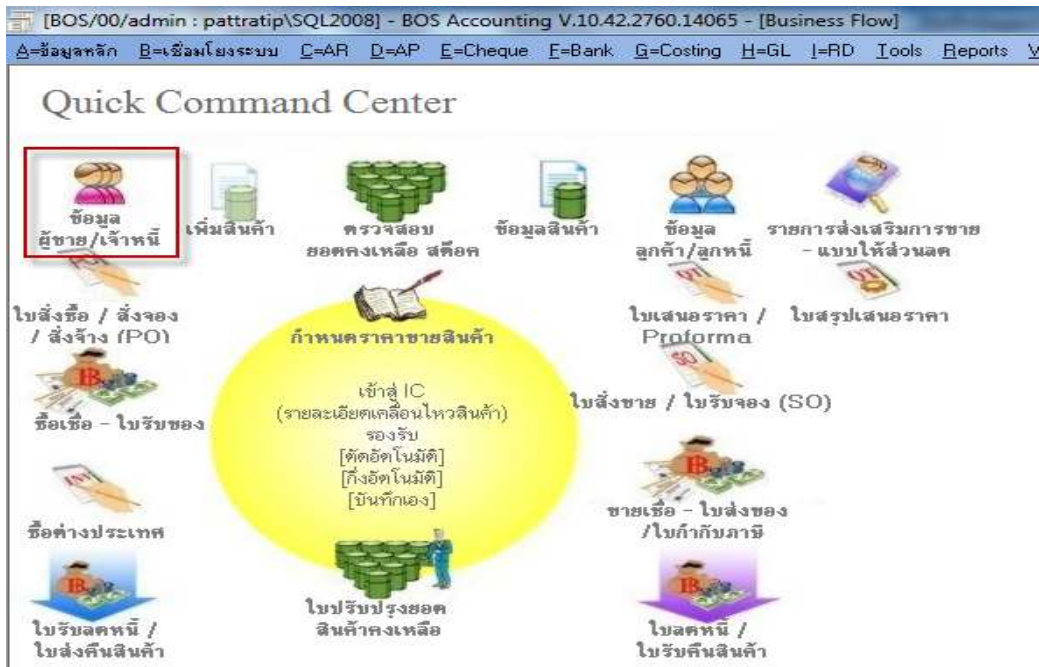 [BOS/00/admin : pattratip\SQL2008] - BOS Accounting V.10.42.2760.14065 - [Business Flow]
A=ข้อมูลหลัก B=เชื่อมโยงระบบ C=AR D=AP E=Cheque F=Bank G=Costing H=GL I=RD Tools Reports
Quick Command Center
ข้อมูล
ผู้ขาย/เจ้าหนี้
เพิ่มสินค้า
ตรวจสอบ
ยอดคงเหลือ สต๊อค
ข้อมูลสินค้า
ข้อมูล
ลูกค้า/ลูกหนี้
รายการส่งเสริมการขาย
- แบบให้ส่วนลด
ใบสั่งซื้อ / สั่งจอง
/ สั่งจ้าง (PO)
กำหนดราคาขายสินค้า
QT
ใบเสนอราคา /
Proforma
QT
ใบสรุปเสนอราคา
B
ซื้อเชื่อ - ใบรับของ
เข้าสู่ IC
(รายละเอียดเคลื่อนไหวสินค้า)
รองรับ
[ตัดอัตโนมัติ]
[กึ่งอัตโนมัติ]
[บันทึกเอง]
SO
ใบสั่งขาย / ใบรับจอง (SO)
INV
ซื้อต่างประเทศ
B
ขายเชื่อ - ใบส่งของ
/ใบกำกับภาษี
B
ใบรับลดหนี้ /
ใบส่งคืนสินค้า
ใบปรับปรุงยอด
สินค้าคงเหลือ
B
ใบลดหนี้ /
ใบรับคืนสินค้า